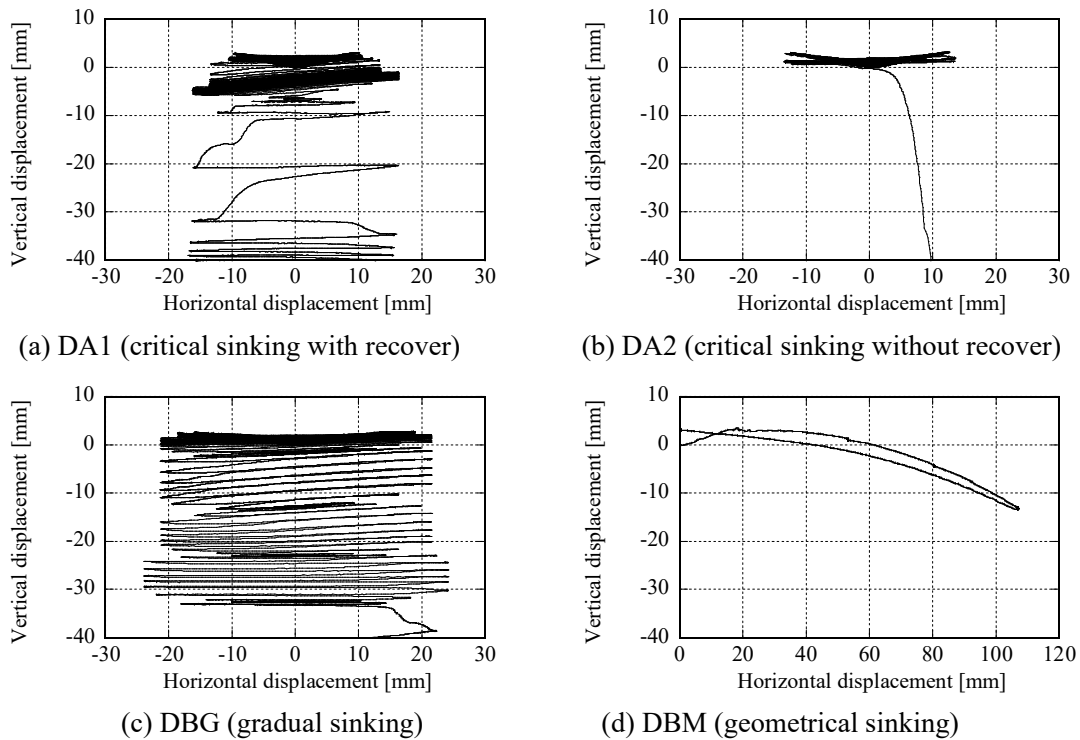 10
0
-10
-20
-30
-40
Vertical displacement [mm]
-30 -20 -10 0 10 20 30
Horizontal displacement [mm]
(a) DA1 (critical sinking with recover)
10
0
-10
-20
-30
-40
Vertical displacement [mm]
-30 -20 -10 0 10 20 30
Horizontal displacement [mm]
(b) DA2 (critical sinking without recover)
10
0
-10
-20
-30
-40
Vertical displacement [mm]
-30 -20 -10 0 10 20 30
Horizontal displacement [mm]
(c) DBG (gradual sinking)
10
0
-10
-20
-30
-40
Vertical displacement [mm]
0 20 40 60 80 100 120
Horizontal displacement [mm]
(d) DBM (geometrical sinking)